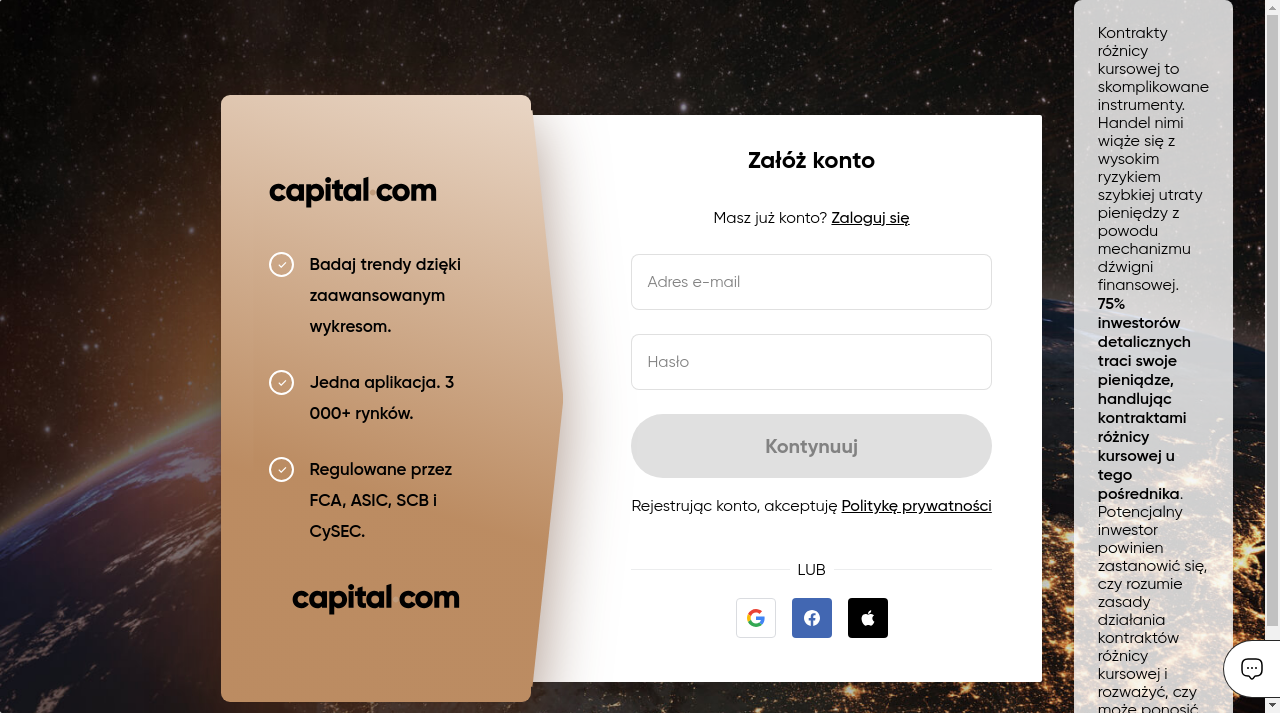 capital com
Badaj trendy dzięki
zaawansowanym
wykresom.
Jedna aplikacja. 3
000+ rynków.
Regulowane przez
FCA, ASIC, SCB i
CySEC.
capital com
Załóż konto
Masz już konto? Zaloguj się
Adres e-mail
Hasło
Kontynuuj
Rejestrując konto, akceptuję Politykę prywatności
LUB
Kontrakty
różnicy
kursowej to
skomplikowane
instrumenty.
Handel nimi
wiąże się z
wysokim
ryzykiem
szybkiej utraty
pieniędzy z
powodu
mechanizmu
dźwigni
finansowej.
75%
inwestorów
detalicznych
traci swoje
pieniądze,
handlując
kontraktami
różnicy
kursowej u
tego
pośrednika.
Potencjalny
inwestor
powinien
zastanowić się,
czy rozumie
zasady
działania
kontraktów
różnicy
kursowej i
rozważyć, czy
może ponosić